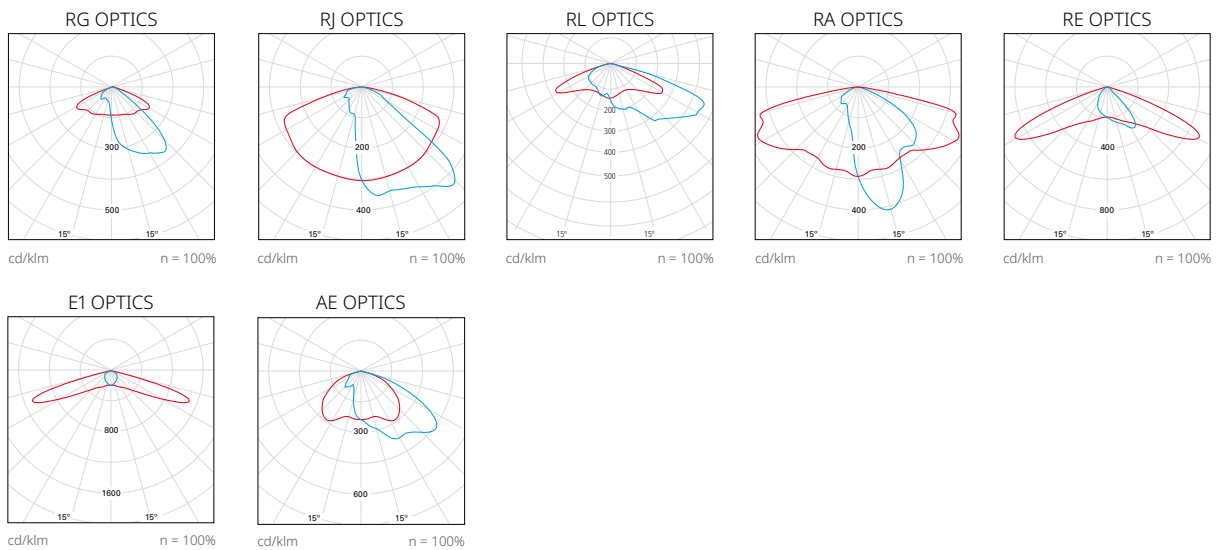 RG OPTICS
300
500
15° 15°
cd/klm n = 100%
RJ OPTICS
200
400
15° 15°
cd/klm n = 100%
RL OPTICS
200
300
400
500
15° 15°
cd/klm n = 100%
RA OPTICS
200
400
15° 15°
cd/klm n = 100%
RE OPTICS
400
800
15° 15°
cd/klm n = 100%
E1 OPTICS
800
1600
15° 15°
cd/klm n = 100%
AE OPTICS
300
600
15° 15°
cd/klm n = 100%